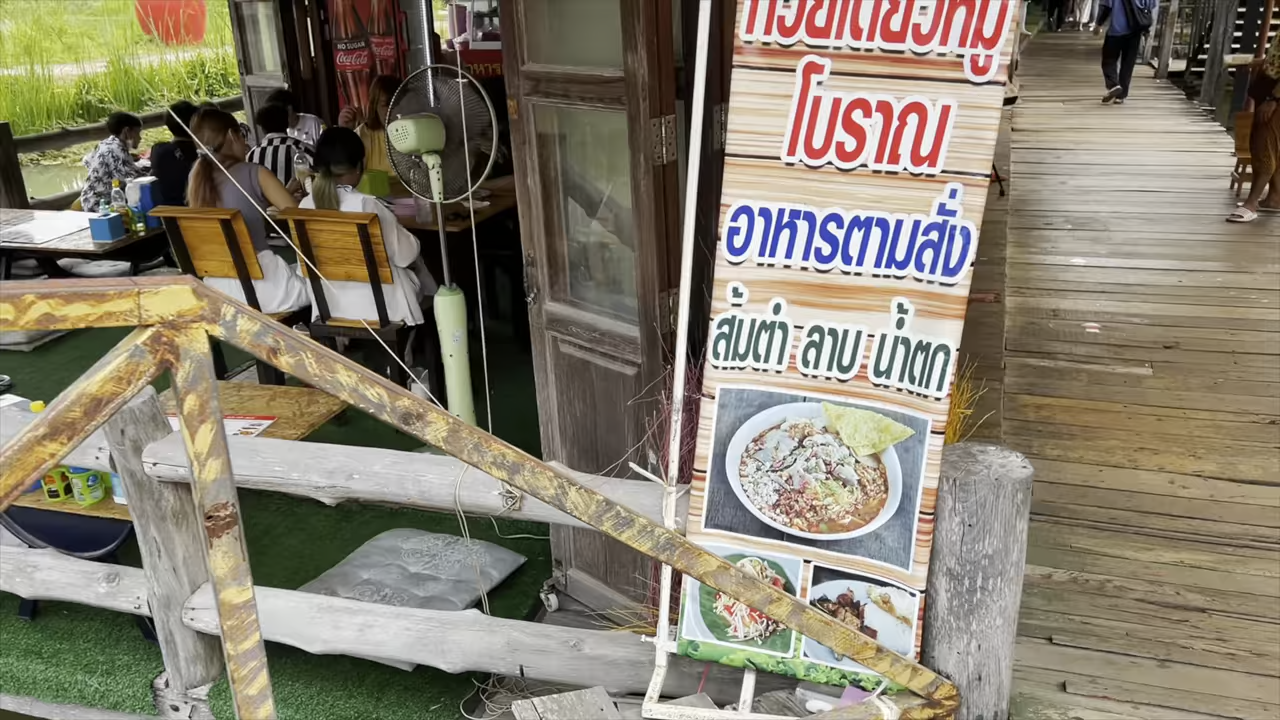 NO SUGAR
Coca-Cola
Coca-Cola
ก๋วยเตี๋ยวหมู
โบราณ
อาหารตามสั่ง
ส้มตำ ลาบ น้ำตก